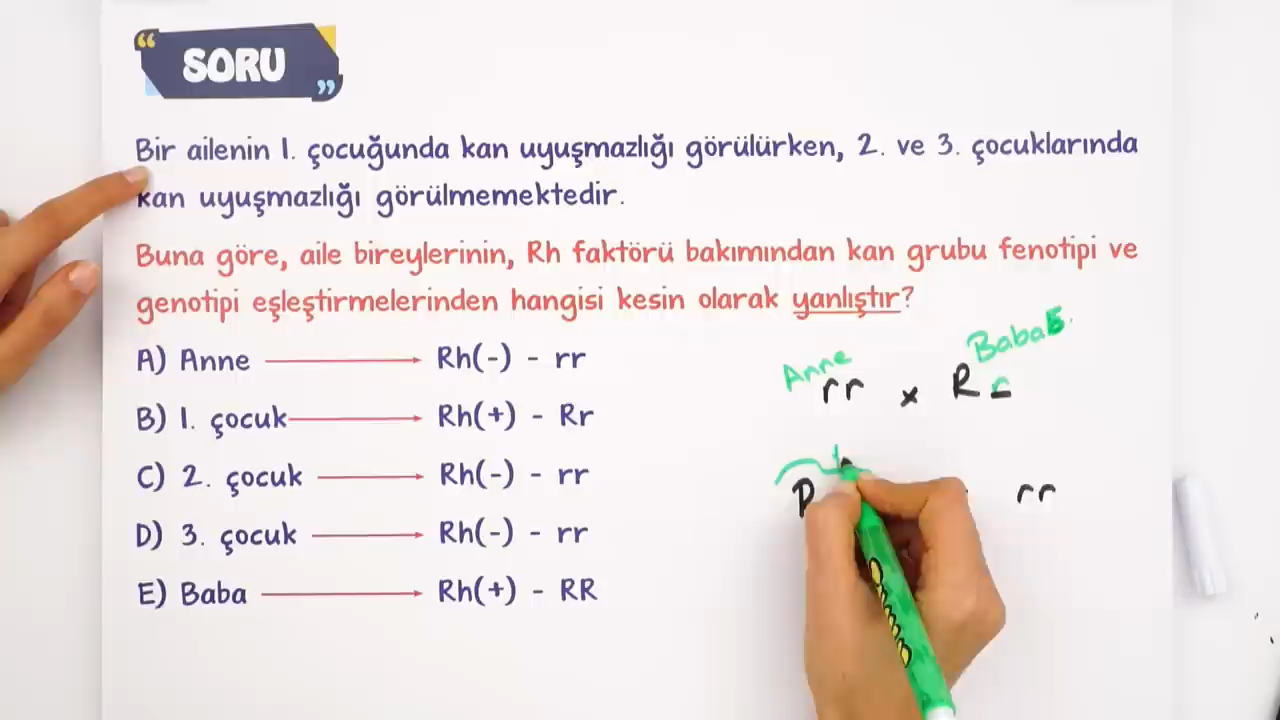 SORU
Bir ailenin 1. çocuğunda kan uyuşmazlığı görülürken, 2. ve 3. çocuklarında
kan uyuşmazlığı görülmemektedir.
Buna göre, aile bireylerinin, Rh faktörü bakımından kan grubu fenotipi ve
genotipi eşleştirmelerinden hangisi kesin olarak yanlıştır?
A) Anne → Rh(-) - rr
B) 1. çocuk → Rh(+) - Rr
C) 2. çocuk → Rh(-) - rr
D) 3. çocuk → Rh(-) - rr
E) Baba → Rh(+) - RR
Anne Baba
rr x Rr
rr